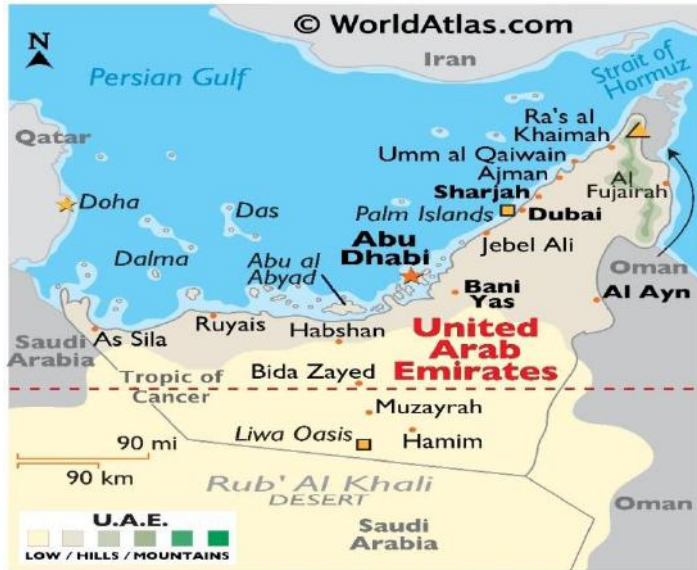 © WorldAtlas.com
N
Iran
Strait of
Hormuz
Persian Gulf
Qatar
Ra's al
Khaimah
Umm al Qaiwain
Ajman
Al
Fujairah
Sharjah
Doha
Das
Palm Islands
Dubai
Abu
Dhabi
Jebel Ali
Dalma
Abu al
Abyad
Oman
Bani
Yas
Al Ayn
Saudi
Arabia
As Sila
Ruyais
Habshan
United
Arab
Emirates
Tropic of
Cancer
Bida Zayed
Muzayrah
90 mi
Liwa Oasis
Hamim
90 km
Rub' Al Khali
DESERT
Oman
U.A.E.
LOW / HILLS / MOUNTAINS
Saudi
Arabia